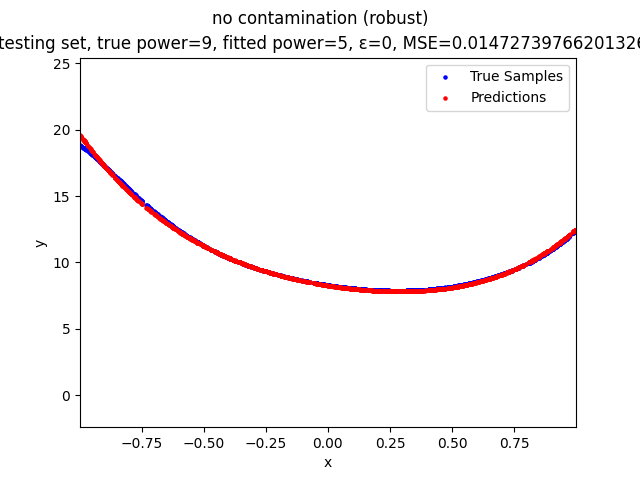 no contamination (robust)
testing set, true power=9, fitted power=5, ε=0, MSE=0.01472739766201326
25
20
15
10
5
0
y
True Samples
Predictions
−0.75 −0.50 −0.25 0.00 0.25 0.50 0.75
x